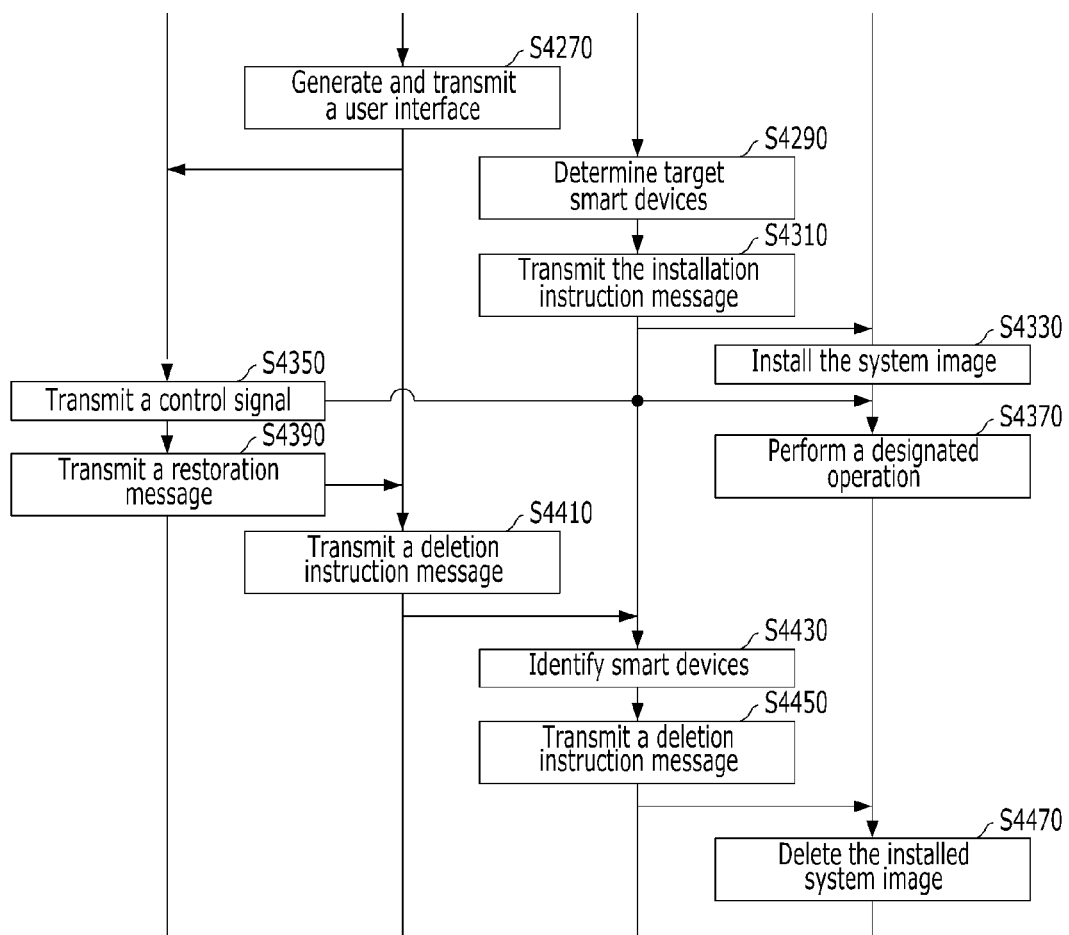 S4270
Generate and transmit
a user interface
S4290
Determine target
smart devices
S4310
Transmit the installation
instruction message
S4330
Install the system image
S4350
Transmit a control signal
S4370
Perform a designated
operation
S4390
Transmit a restoration
message
S4410
Transmit a deletion
instruction message
S4430
Identify smart devices
S4450
Transmit a deletion
instruction message
S4470
Delete the installed
system image